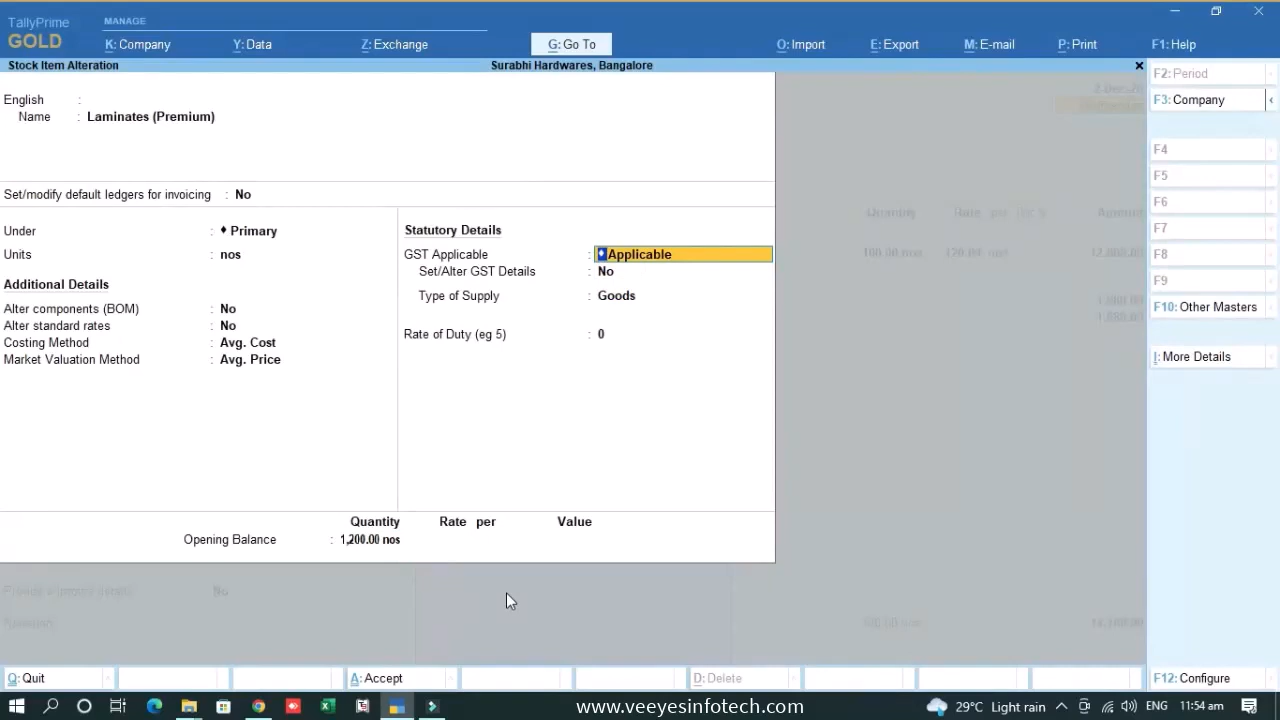 TallyPrime
GOLD
MANAGE
K: Company
Y: Data
Z: Exchange
G: Go To
O: Import
E: Export
M: E-mail
P: Print
F1: Help
Stock Item Alteration
Surabhi Hardwares, Bangalore
F2: Period
F3: Company
F4
F5
F6
F7
F8
F9
F10: Other Masters
I: More Details
F12: Configure
English :
Name : Laminates (Premium)
Set/modify default ledgers for invoicing : No
Under : ♦ Primary
Units : nos
Additional Details
Alter components (BOM) : No
Alter standard rates : No
Costing Method : Avg. Cost
Market Valuation Method : Avg. Price
Statutory Details
GST Applicable : ♦ Applicable
Set/Alter GST Details : No
Type of Supply : Goods
Rate of Duty (eg 5) : 0
Quantity Rate per Value
Opening Balance : 1,200.00 nos
Quantity Rate per Amount
No
Q: Quit
A: Accept
D: Delete
www.veeyesinfotech.com
29°C Light rain
ENG
11:54 am